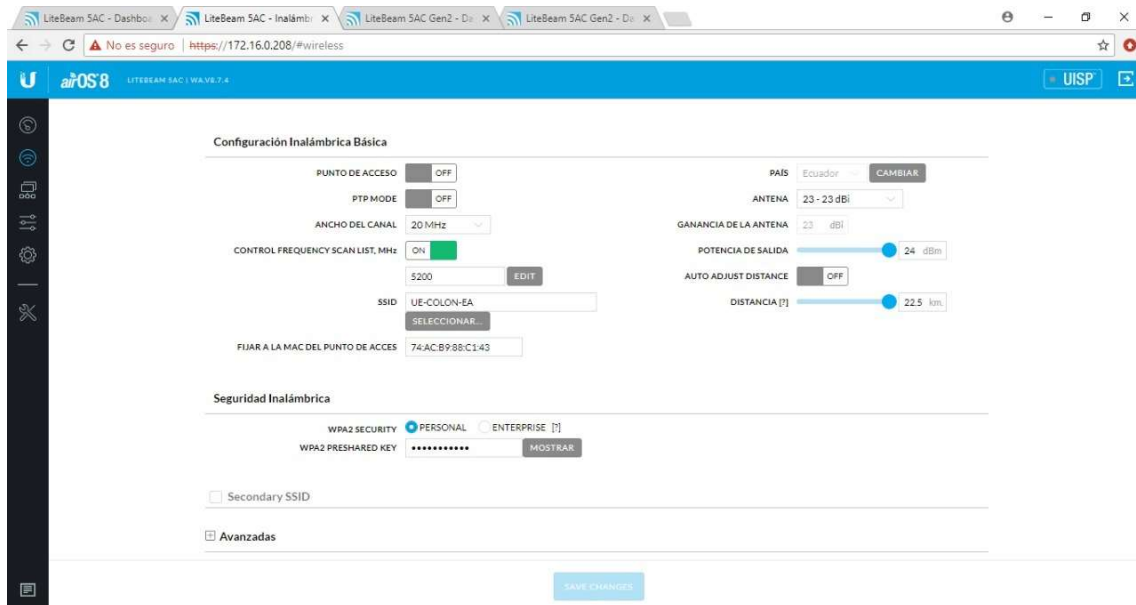 LiteBeam 5AC - Dashboa
LiteBeam 5AC - Inalámbr
LiteBeam 5AC Gen2 - Da
LiteBeam 5AC Gen2 - Da
No es seguro | https://172.16.0.208/#wireless
U airOS 8 LITEBEAM 5AC | WA.V8.7.4 UISP
Configuración Inalámbrica Básica
PUNTO DE ACCESO OFF
PAÍS Ecuador CAMBIAR
PTP MODE OFF
ANTENA 23 - 23 dBi
ANCHO DEL CANAL 20 MHz
GANANCIA DE LA ANTENA 23 dBi
CONTROL FREQUENCY SCAN LIST, MHz ON
POTENCIA DE SALIDA 24 dBm
5200 EDIT
AUTO ADJUST DISTANCE OFF
SSID UE-COLON-EA
DISTANCIA [?] 22.5 km.
SELECCIONAR...
FIJAR A LA MAC DEL PUNTO DE ACCES 74:AC:B9:88:C1:43
Seguridad Inalámbrica
WPA2 SECURITY PERSONAL ENTERPRISE [?]
WPA2 PRESHARED KEY ••••••••••• MOSTRAR
Secondary SSID
Avanzadas
SAVE CHANGES